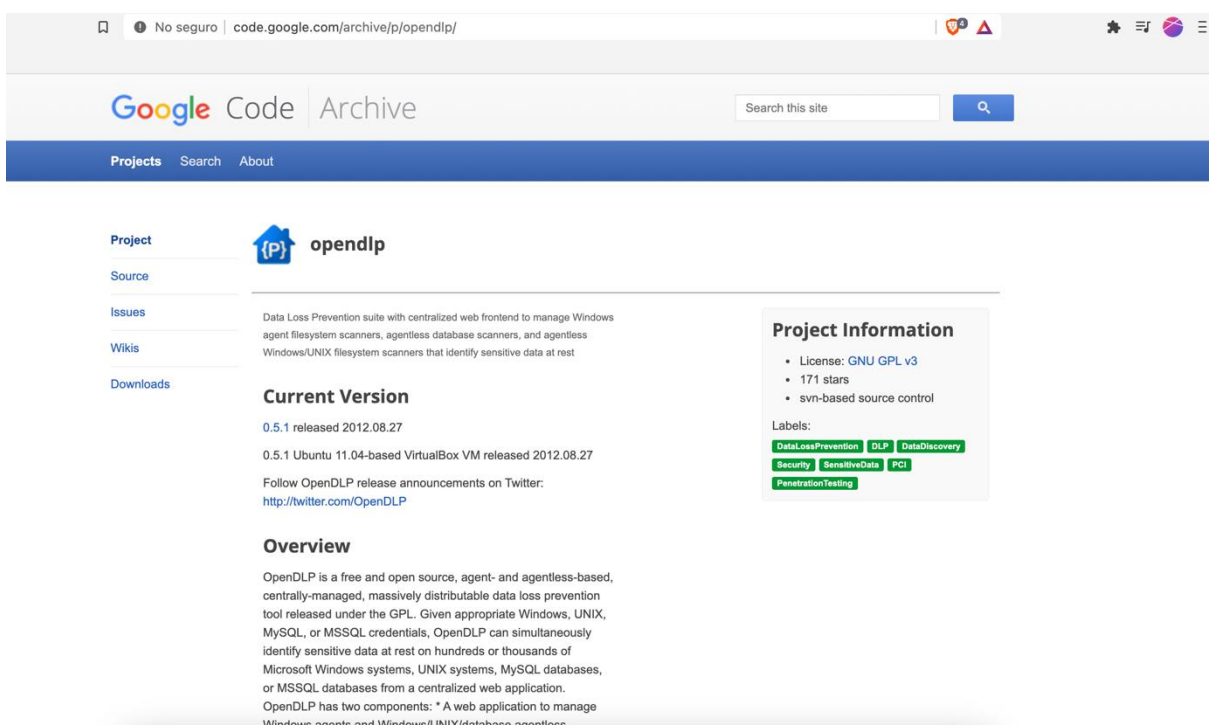 No seguro | code.google.com/archive/p/opendlp/
4
Google Code Archive
Search this site
Projects Search About
Project
Source
Issues
Wikis
Downloads
{P} opendlp
Data Loss Prevention suite with centralized web frontend to manage Windows
agent filesystem scanners, agentless database scanners, and agentless
Windows/UNIX filesystem scanners that identify sensitive data at rest
Current Version
0.5.1 released 2012.08.27
0.5.1 Ubuntu 11.04-based VirtualBox VM released 2012.08.27
Follow OpenDLP release announcements on Twitter:
http://twitter.com/OpenDLP
Overview
OpenDLP is a free and open source, agent- and agentless-based,
centrally-managed, massively distributable data loss prevention
tool released under the GPL. Given appropriate Windows, UNIX,
MySQL, or MSSQL credentials, OpenDLP can simultaneously
identify sensitive data at rest on hundreds or thousands of
Microsoft Windows systems, UNIX systems, MySQL databases,
or MSSQL databases from a centralized web application.
OpenDLP has two components: * A web application to manage
Windows agents and Windows/UNIX/database agentless
Project Information
• License: GNU GPL v3
• 171 stars
• svn-based source control
Labels:
DataLossPrevention DLP DataDiscovery
Security SensitiveData PCI
PenetrationTesting